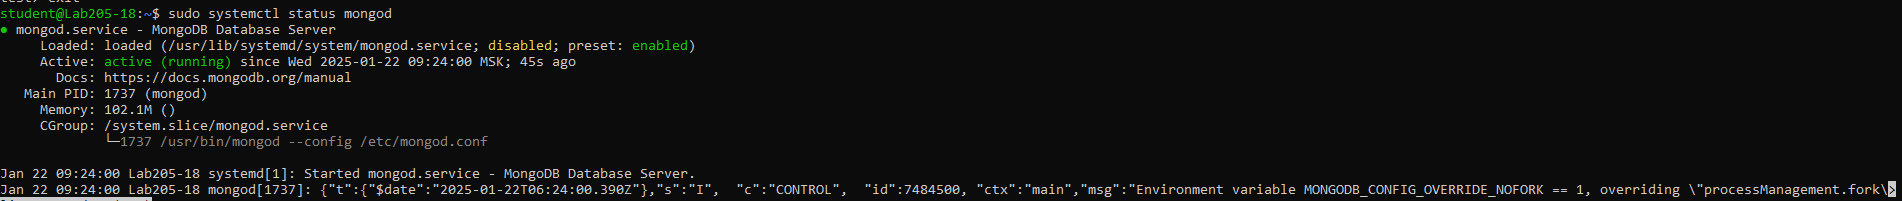 student@Lab205-18:~$ sudo systemctl status mongod
● mongod.service - MongoDB Database Server
Loaded: loaded (/usr/lib/systemd/system/mongod.service; disabled; preset: enabled)
Active: active (running) since Wed 2025-01-22 09:24:00 MSK; 45s ago
Docs: https://docs.mongodb.org/manual
Main PID: 1737 (mongod)
Memory: 102.1M ()
CGroup: /system.slice/mongod.service
└─1737 /usr/bin/mongod --config /etc/mongod.conf
Jan 22 09:24:00 Lab205-18 systemd[1]: Started mongod.service - MongoDB Database Server.
Jan 22 09:24:00 Lab205-18 mongod[1737]: {"t":{"$date":"2025-01-22T06:24:00.390Z"},"s":"I",  "c":"CONTROL",  "id":7484500, "ctx":"main","msg":"Environment variable MONGODB_CONFIG_OVERRIDE_NOFORK == 1, overriding \"processManagement.fork\>